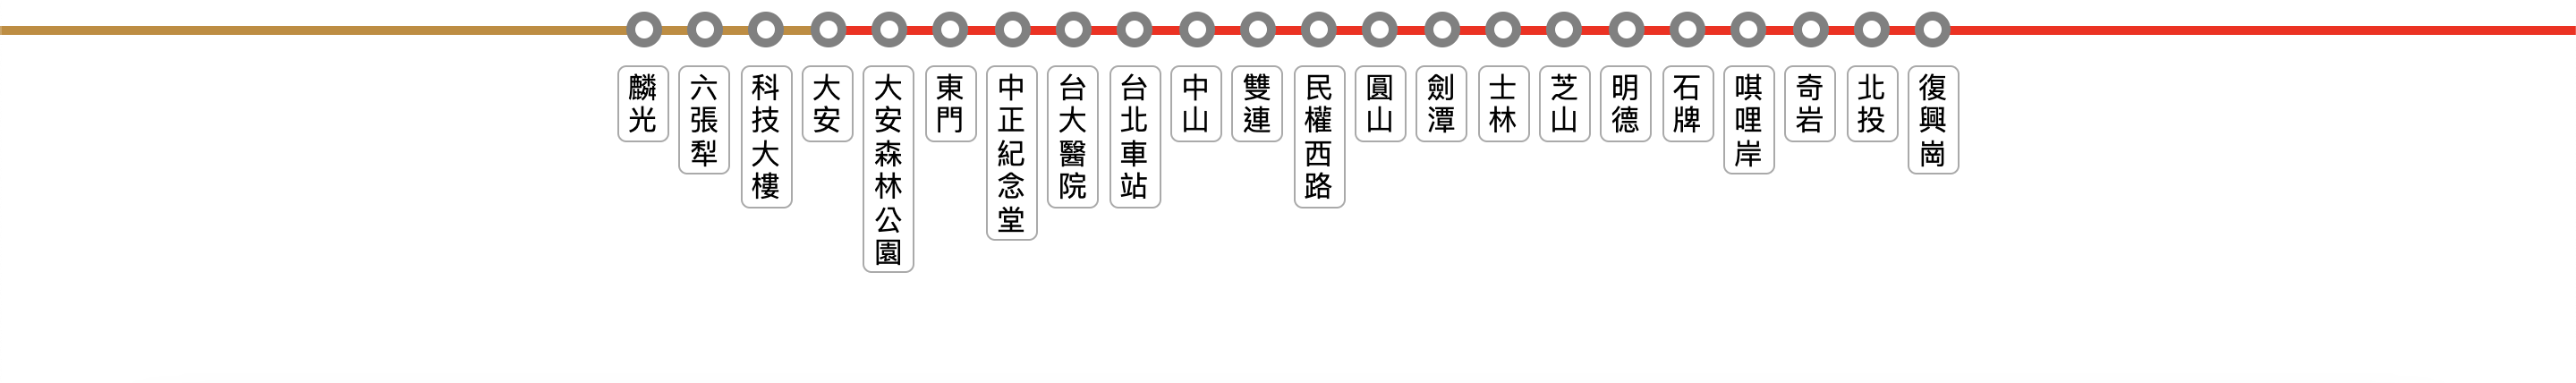 麟光
六張犁
科技大樓
大安
大安森林公園
東門
中正紀念堂
台大醫院
台北車站
中山
雙連
民權西路
圓山
劍潭
士林
芝山
明德
石牌
唭哩岸
奇岩
北投
復興崗